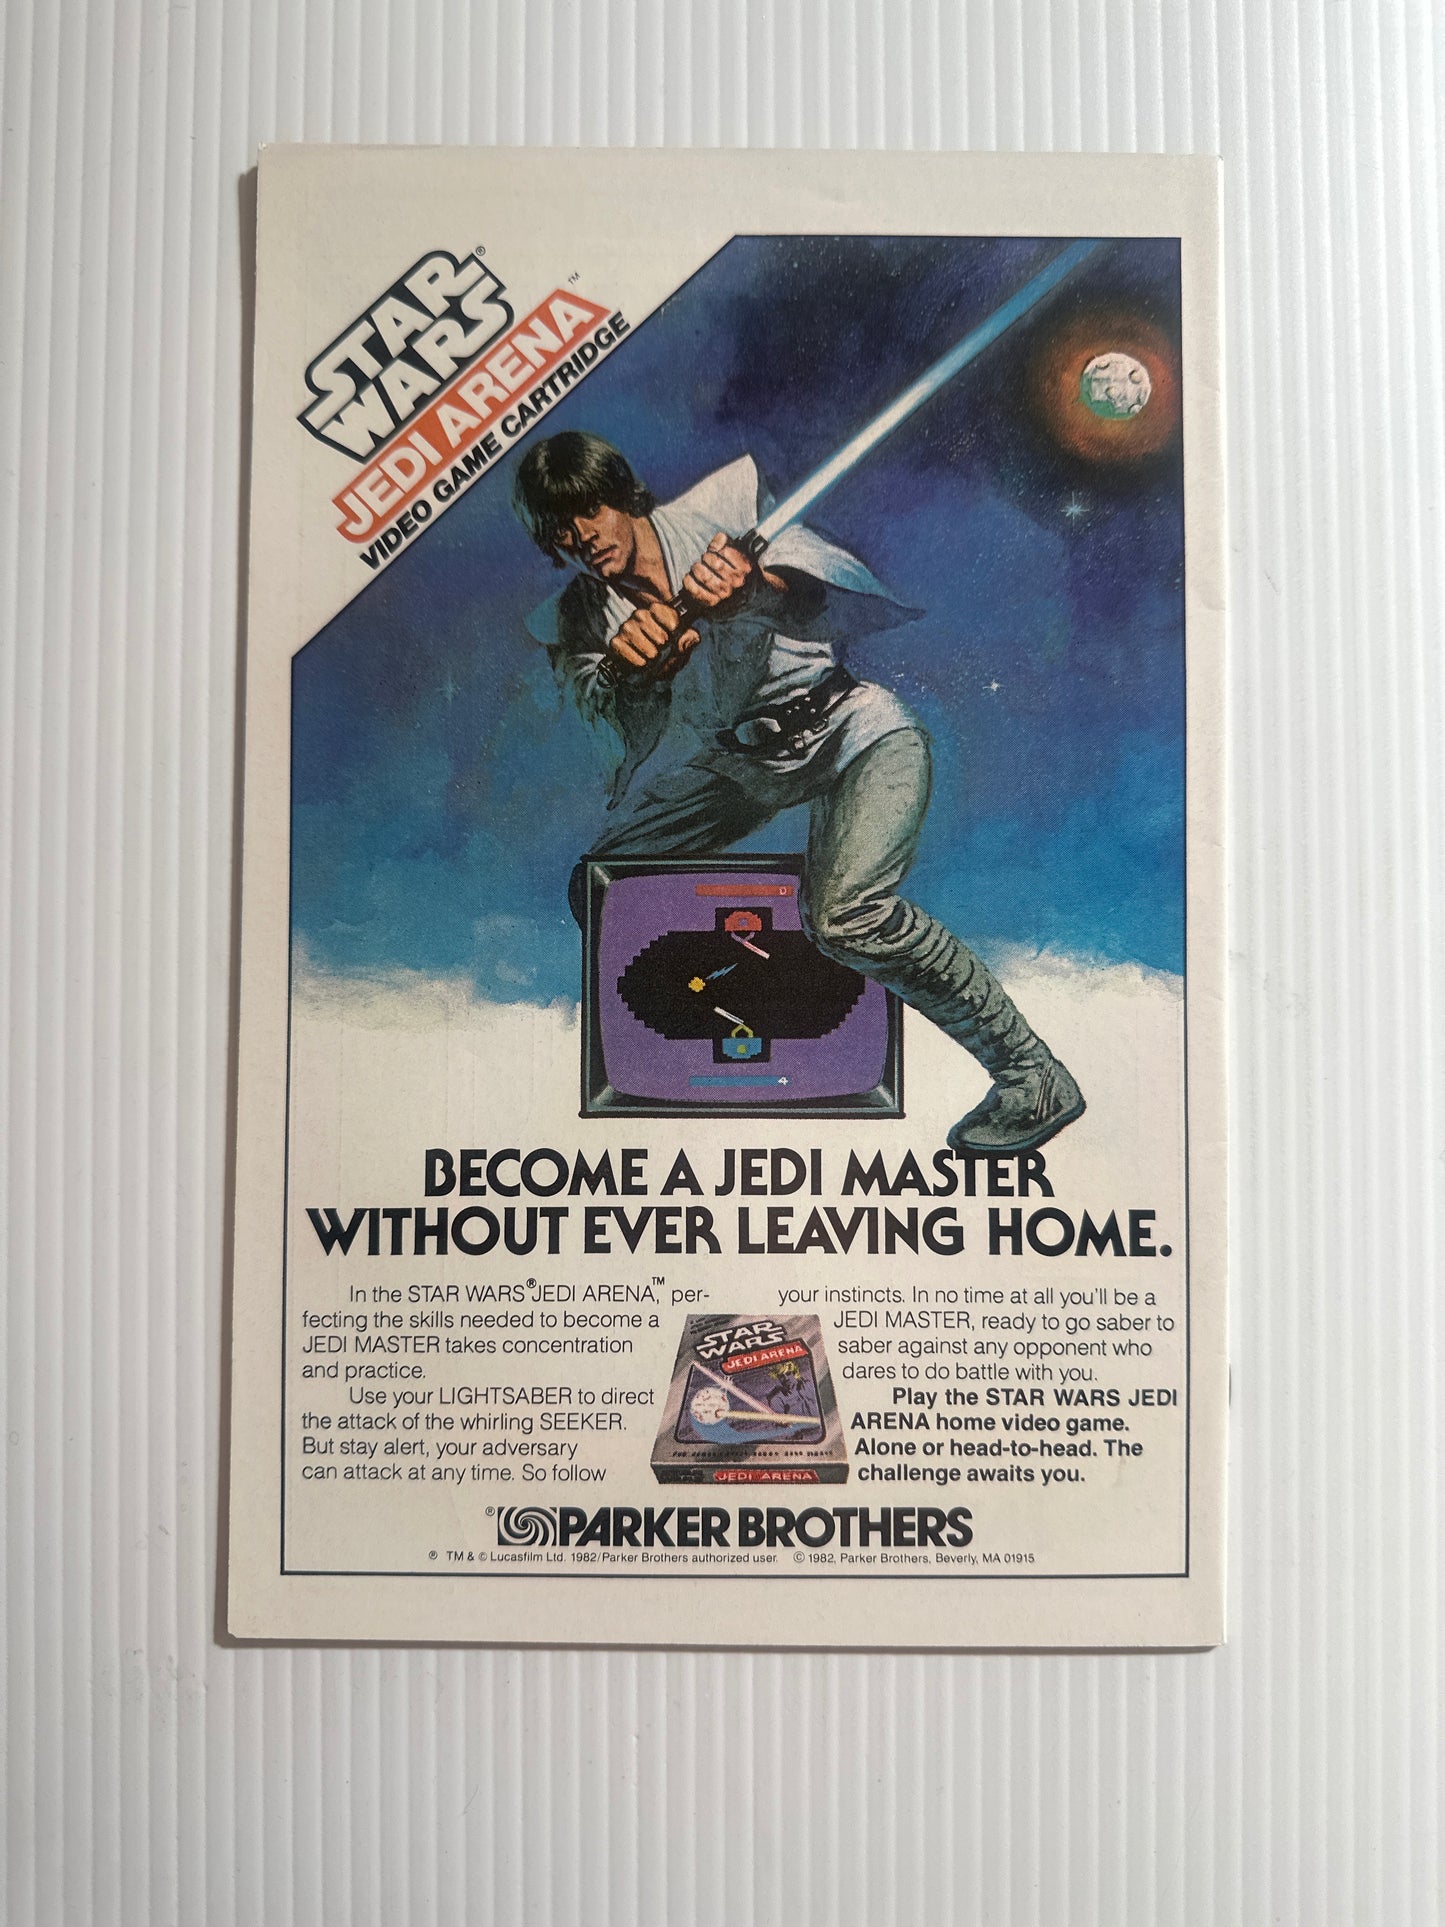 STAR ®
WARS
JEDI ARENA ™
VIDEO GAME CARTRIDGE
0
4
BECOME A JEDI MASTER
WITHOUT EVER LEAVING HOME.
In the STAR WARS® JEDI ARENA,™ per-
fecting the skills needed to become a
JEDI MASTER takes concentration
and practice.
Use your LIGHTSABER to direct
the attack of the whirling SEEKER.
But stay alert, your adversary
can attack at any time. So follow
your instincts. In no time at all you'll be a
JEDI MASTER, ready to go saber to
saber against any opponent who
dares to do battle with you.
Play the STAR WARS JEDI
ARENA home video game.
Alone or head-to-head. The
challenge awaits you.
STAR
WARS
JEDI ARENA
JEDI ARENA
® PARKER BROTHERS
® TM & © Lucasfilm Ltd. 1982/Parker Brothers authorized user. © 1982, Parker Brothers, Beverly, MA 01915